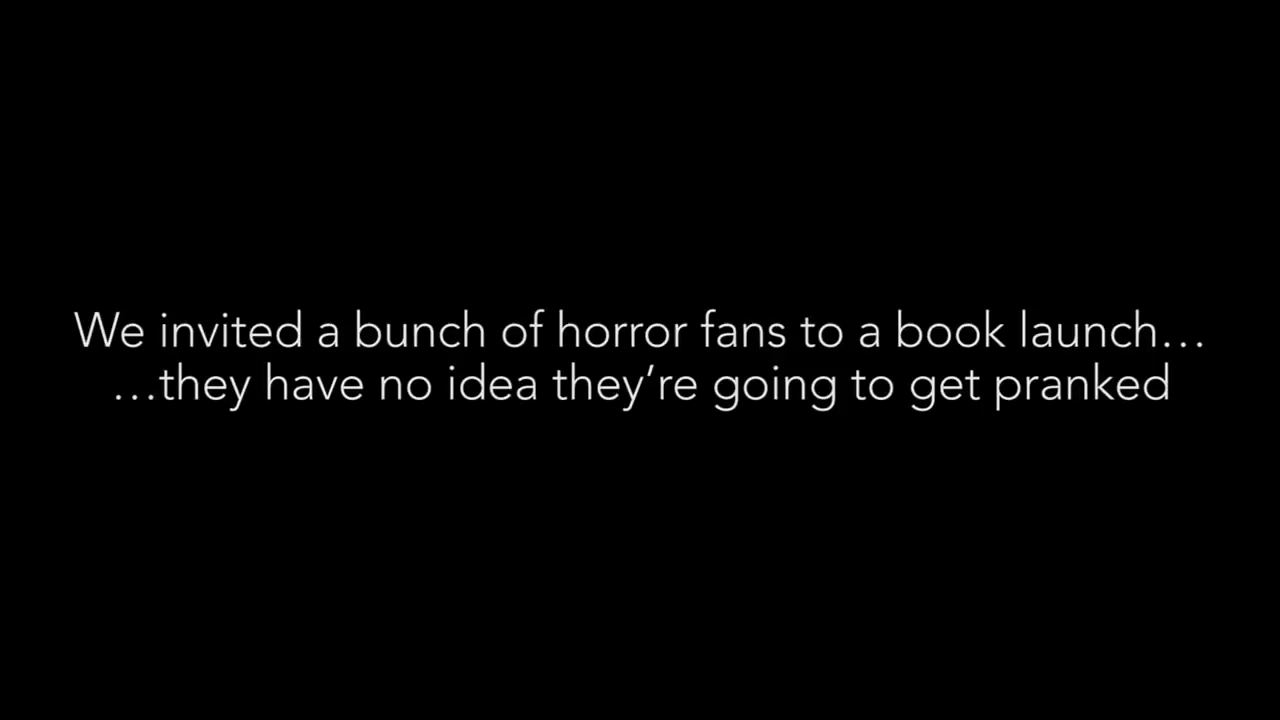 We invited a bunch of horror fans to a book launch…
…they have no idea they’re going to get pranked